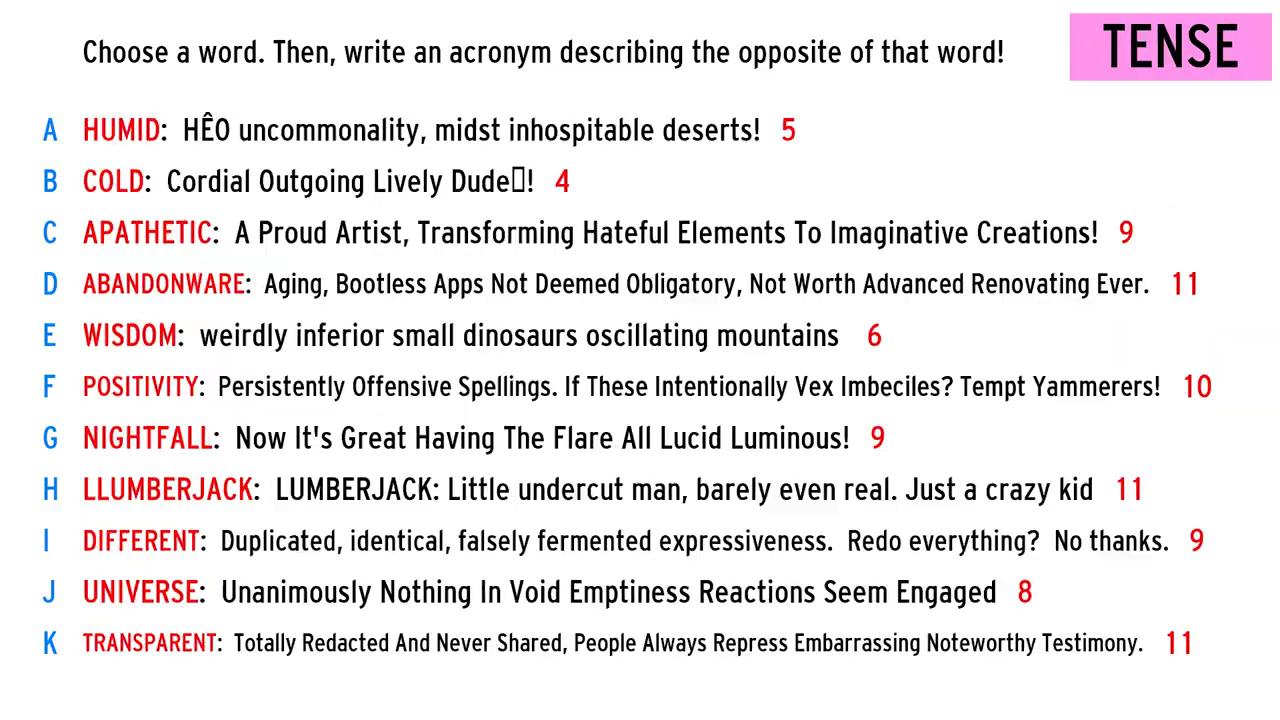 Choose a word. Then, write an acronym describing the opposite of that word!
TENSE
A HUMID: HÊO uncommonality, midst inhospitable deserts! 5
B COLD: Cordial Outgoing Lively Dude▯! 4
C APATHETIC: A Proud Artist, Transforming Hateful Elements To Imaginative Creations! 9
D ABANDONWARE: Aging, Bootless Apps Not Deemed Obligatory, Not Worth Advanced Renovating Ever. 11
E WISDOM: weirdly inferior small dinosaurs oscillating mountains 6
F POSITIVITY: Persistently Offensive Spellings. If These Intentionally Vex Imbeciles? Tempt Yammerers! 10
G NIGHTFALL: Now It's Great Having The Flare All Lucid Luminous! 9
H LLUMBERJACK: LUMBERJACK: Little undercut man, barely even real. Just a crazy kid 11
I DIFFERENT: Duplicated, identical, falsely fermented expressiveness. Redo everything? No thanks. 9
J UNIVERSE: Unanimously Nothing In Void Emptiness Reactions Seem Engaged 8
K TRANSPARENT: Totally Redacted And Never Shared, People Always Repress Embarrassing Noteworthy Testimony. 11